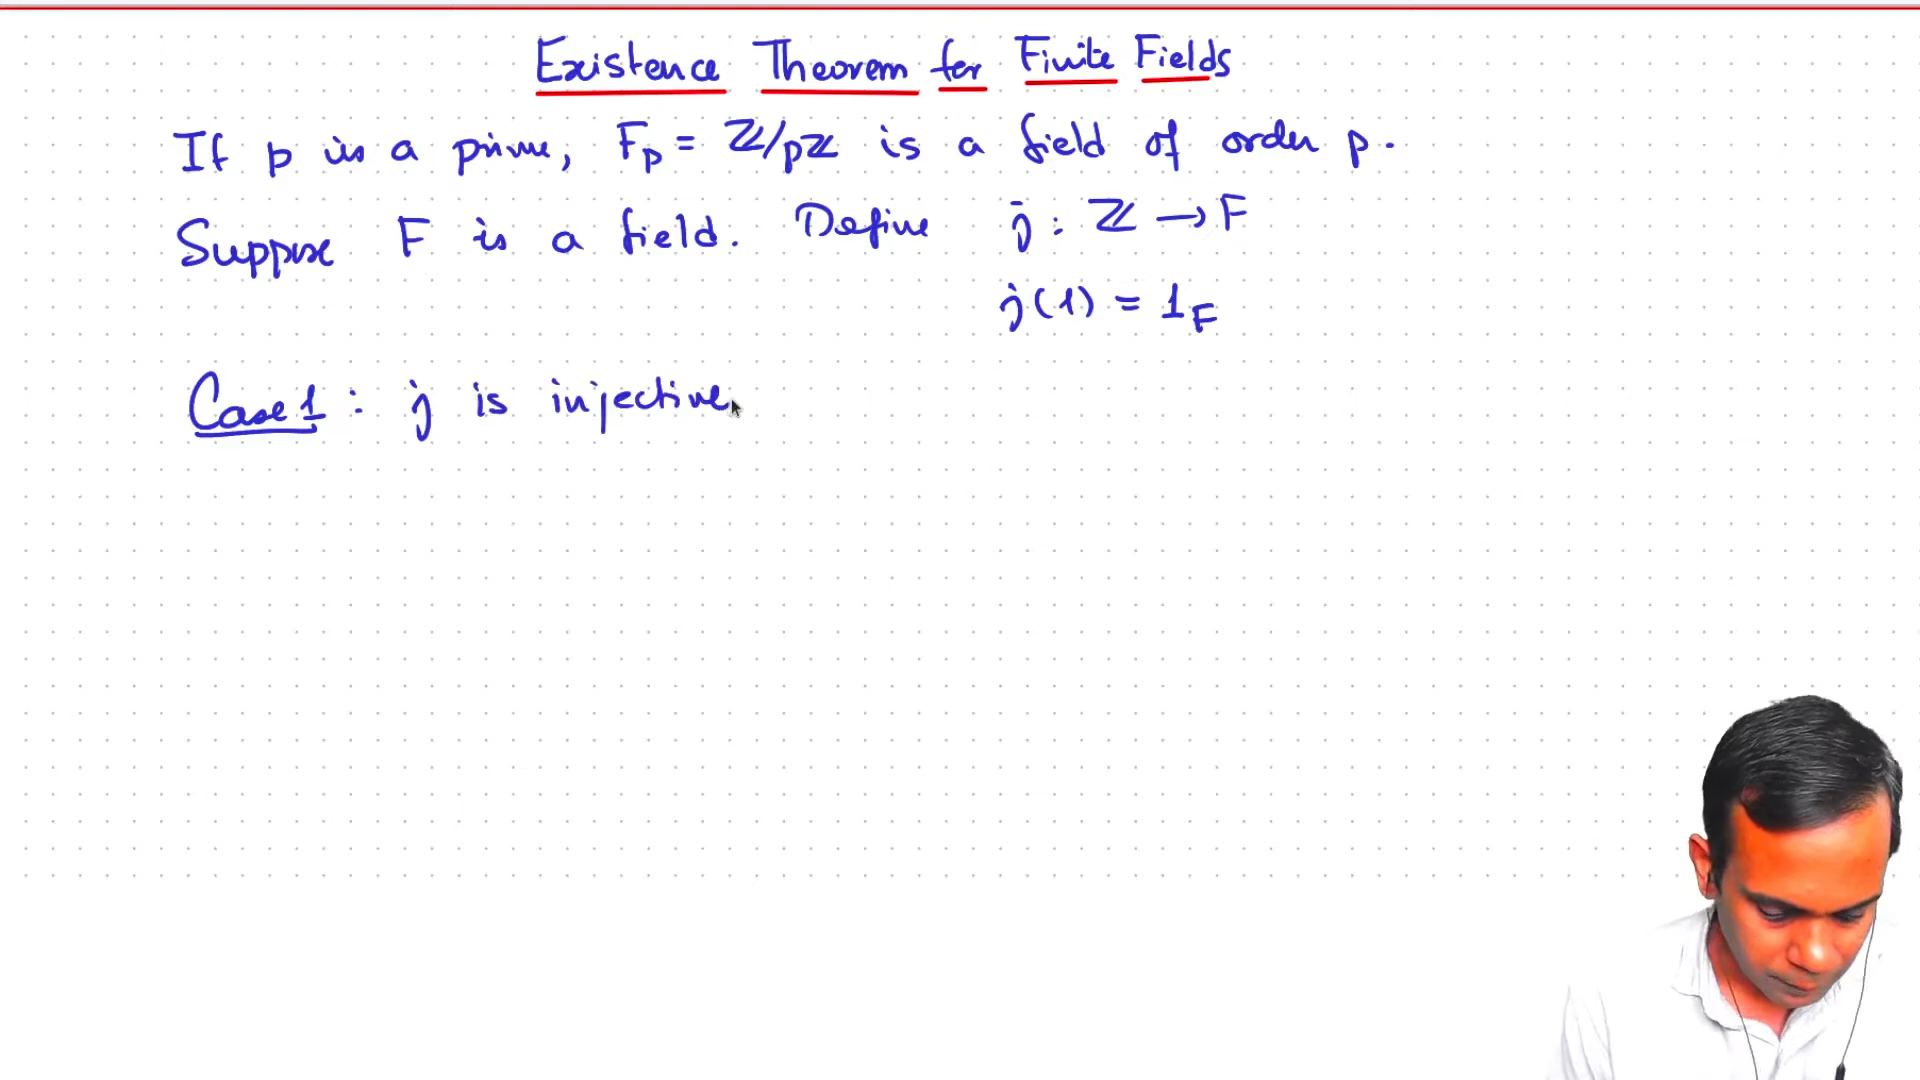 Existence Theorem for Finite Fields
If p is a prime, Fp = ℤ/pℤ is a field of order p.
Suppose F is a field. Define j : ℤ → F
j(1) = 1_F
Case 1 : j is injective